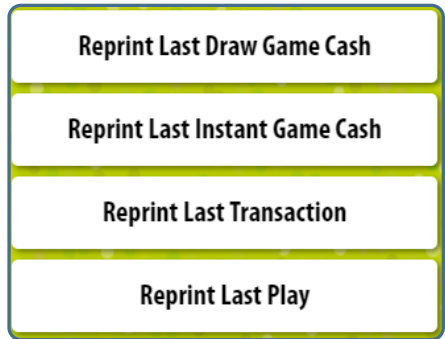 Reprint Last Draw Game Cash
Reprint Last Instant Game Cash
Reprint Last Transaction
Reprint Last Play